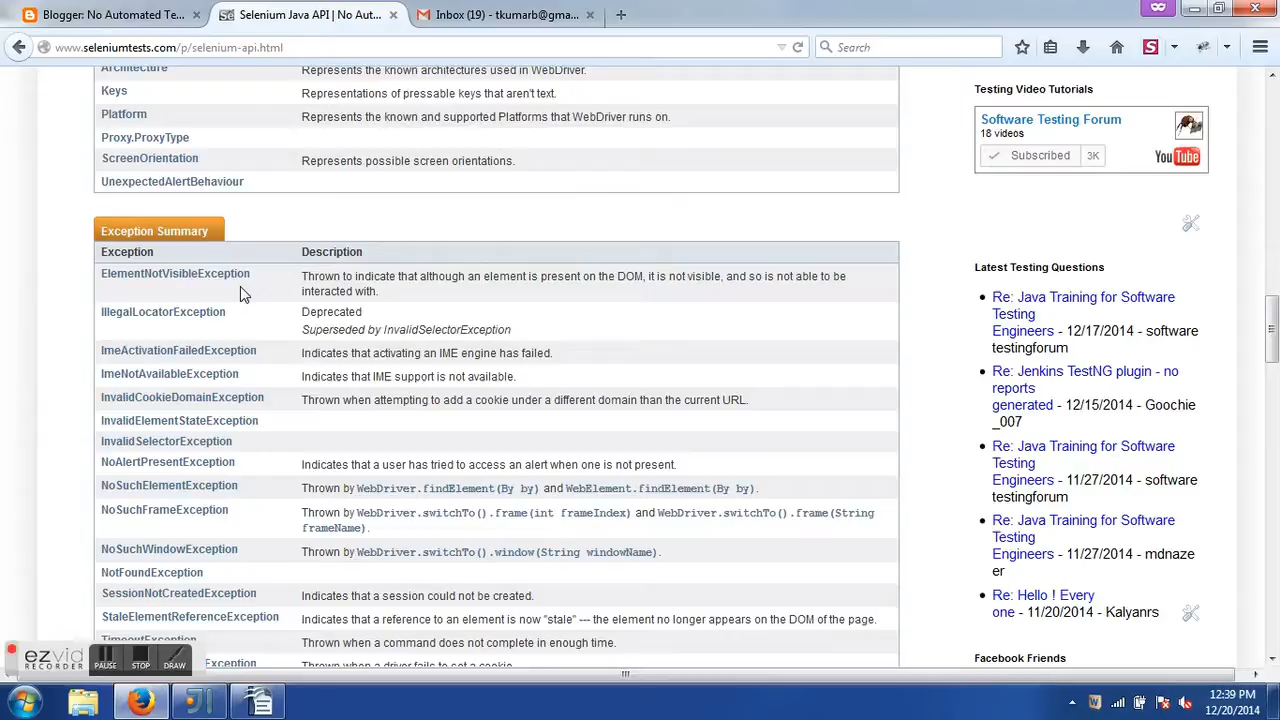 Blogger: No Automated Te...
Selenium Java API | No Aut...
Inbox (19) - tkumarb@gma...
www.seleniumtests.com/p/selenium-api.html
Search
Architecture Represents the known architectures used in WebDriver.
Keys Representations of pressable keys that aren't text.
Platform Represents the known and supported Platforms that WebDriver runs on.
Proxy.ProxyType
ScreenOrientation Represents possible screen orientations.
UnexpectedAlertBehaviour
Exception Summary
Exception Description
ElementNotVisibleException Thrown to indicate that although an element is present on the DOM, it is not visible, and so is not able to be
interacted with.
IllegalLocatorException Deprecated
Superseded by InvalidSelectorException
ImeActivationFailedException Indicates that activating an IME engine has failed.
ImeNotAvailableException Indicates that IME support is not available.
InvalidCookieDomainException Thrown when attempting to add a cookie under a different domain than the current URL.
InvalidElementStateException
InvalidSelectorException
NoAlertPresentException Indicates that a user has tried to access an alert when one is not present.
NoSuchElementException Thrown by WebDriver.findElement(By by) and WebElement.findElement(By by).
NoSuchFrameException Thrown by WebDriver.switchTo().frame(int frameIndex) and WebDriver.switchTo().frame(String
frameName).
NoSuchWindowException Thrown by WebDriver.switchTo().window(String windowName).
NotFoundException
SessionNotCreatedException Indicates that a session could not be created.
StaleElementReferenceException Indicates that a reference to an element is now "stale" --- the element no longer appears on the DOM of the page.
TimeoutException Thrown when a command does not complete in enough time.
Exception Thrown when a driver fails to set a cookie.
Testing Video Tutorials
Software Testing Forum
18 videos
Subscribed 3K
YouTube
Latest Testing Questions
Re: Java Training for Software
Testing
Engineers - 12/17/2014 - software
testingforum
Re: Jenkins TestNG plugin - no
reports
generated - 12/15/2014 - Goochie
_007
Re: Java Training for Software
Testing
Engineers - 11/27/2014 - software
testingforum
Re: Java Training for Software
Testing
Engineers - 11/27/2014 - mdnaze
er
Re: Hello ! Every
one - 11/20/2014 - Kalyanrs
Facebook Friends
ezvid
RECORDER
PAUSE STOP DRAW
12:39 PM
12/20/2014